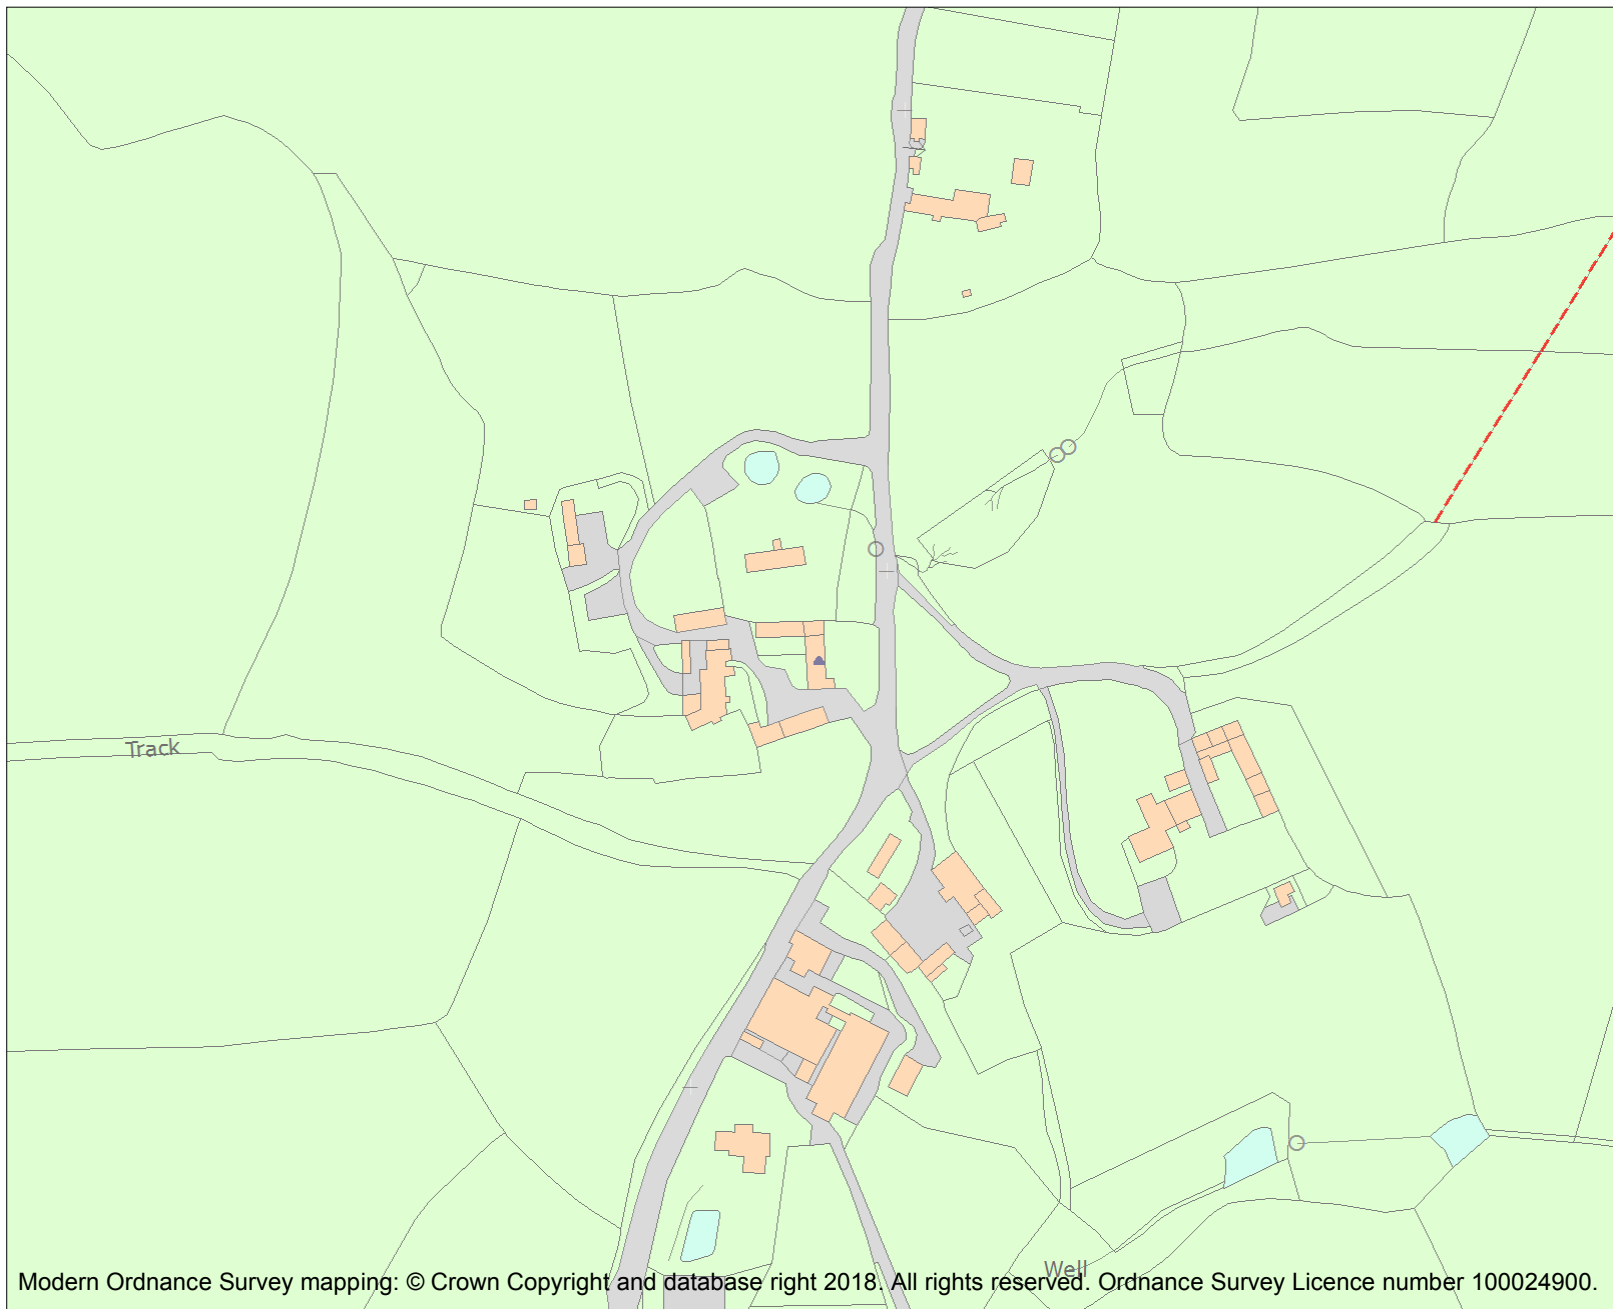 Track
Well
Modern Ordnance Survey mapping: © Crown Copyright and database right 2018. All rights reserved. Ordnance Survey Licence number 100024900.